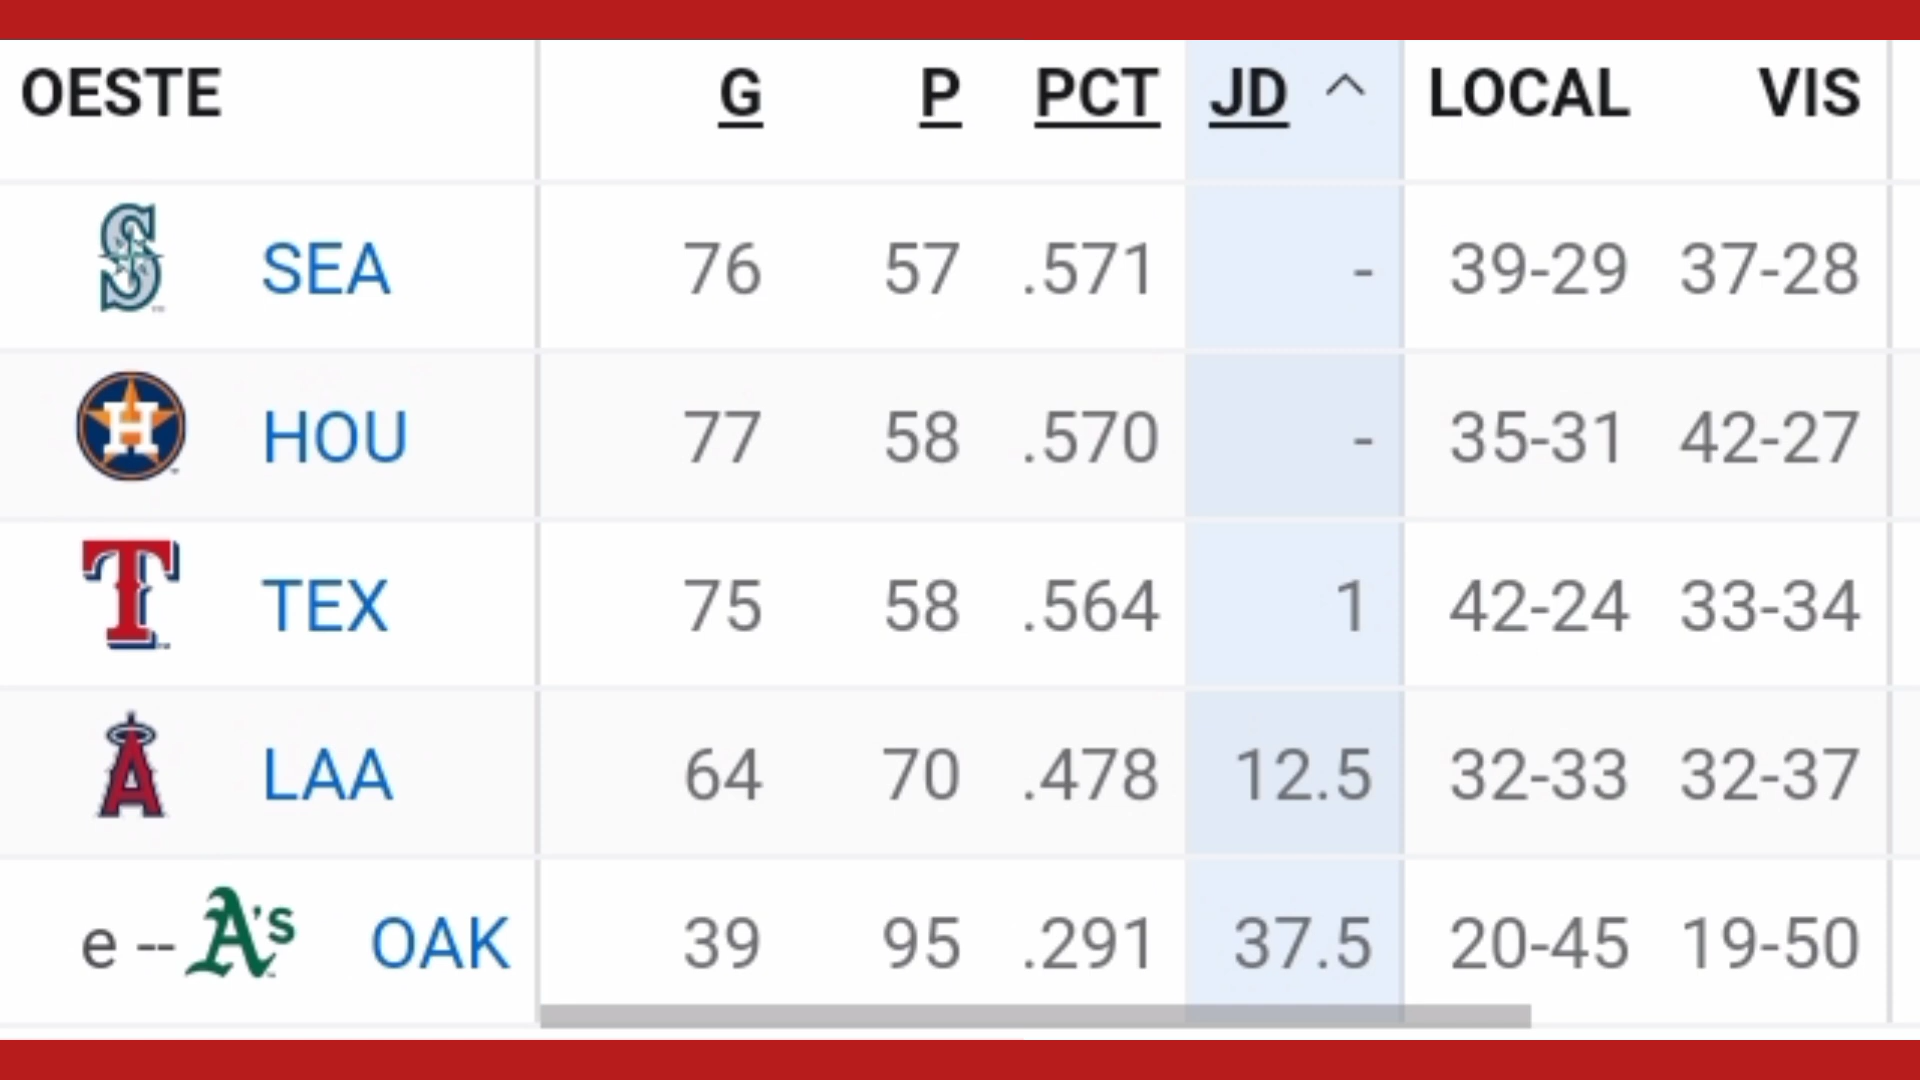 OESTE G P PCT JD LOCAL VIS
SEA 76 57 .571 - 39-29 37-28
HOU 77 58 .570 - 35-31 42-27
TEX 75 58 .564 1 42-24 33-34
LAA 64 70 .478 12.5 32-33 32-37
e -- A's OAK 39 95 .291 37.5 20-45 19-50